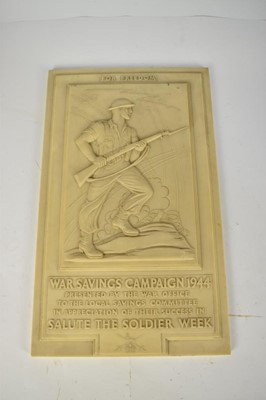 FOR FREEDOM
WAR SAVINGS CAMPAIGN 1944
PRESENTED BY THE WAR OFFICE
TO THE LOCAL SAVINGS COMMITTEE
IN APPRECIATION OF THEIR SUCCESS IN
SALUTE THE SOLDIER WEEK